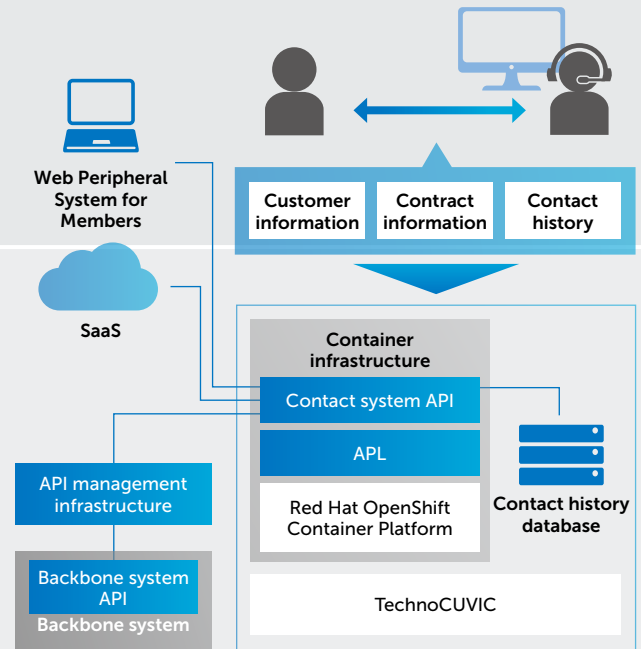 Web Peripheral
System for
Members
Customer
information
Contract
information
Contact
history
SaaS
Container
infrastructure
Contact system API
APL
Red Hat OpenShift
Container Platform
Contact history
database
API management
infrastructure
Backbone system
API
Backbone system
TechnoCUVIC